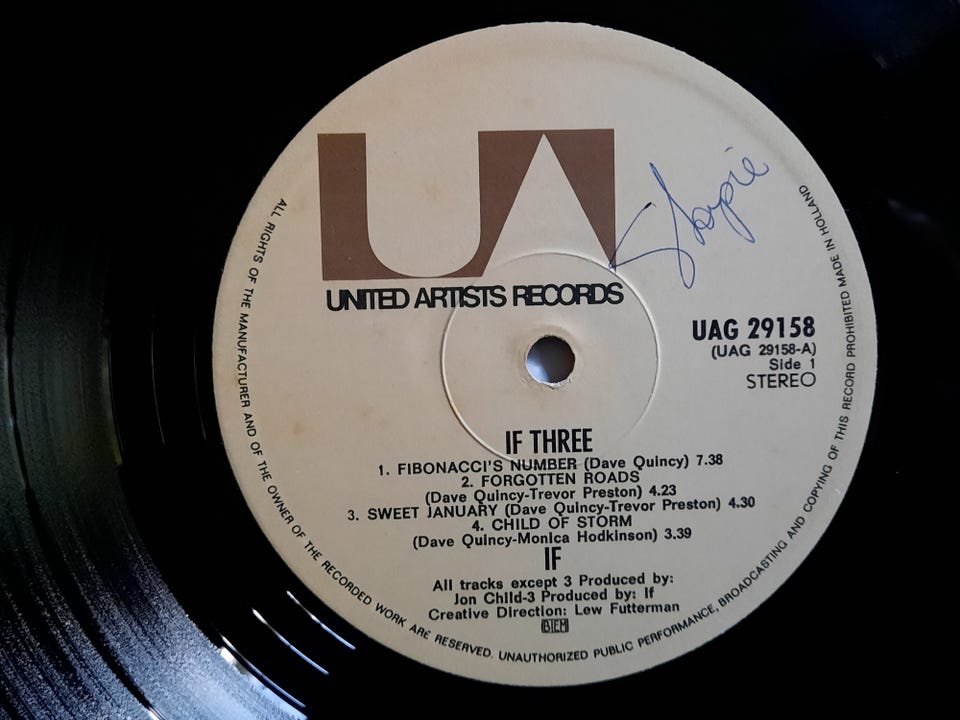 UA
UNITED ARTISTS RECORDS
UAG 29158
(UAG 29158-A)
Side 1
STEREO
IF THREE
1. FIBONACCI'S NUMBER (Dave Quincy) 7.38
2. FORGOTTEN ROADS
(Dave Quincy-Trevor Preston) 4.23
3. SWEET JANUARY (Dave Quincy-Trevor Preston) 4.30
4. CHILD OF STORM
(Dave Quincy-Monica Hodkinson) 3.39
IF
All tracks except 3 Produced by:
Jon Child-3 Produced by: If
Creative Direction: Lew Futterman
BIEM
ALL RIGHTS OF THE MANUFACTURER AND OF THE OWNER OF THE RECORDED WORK ARE RESERVED. UNAUTHORIZED PUBLIC PERFORMANCE, BROADCASTING AND COPYING OF THIS RECORD PROHIBITED MADE IN HOLLAND